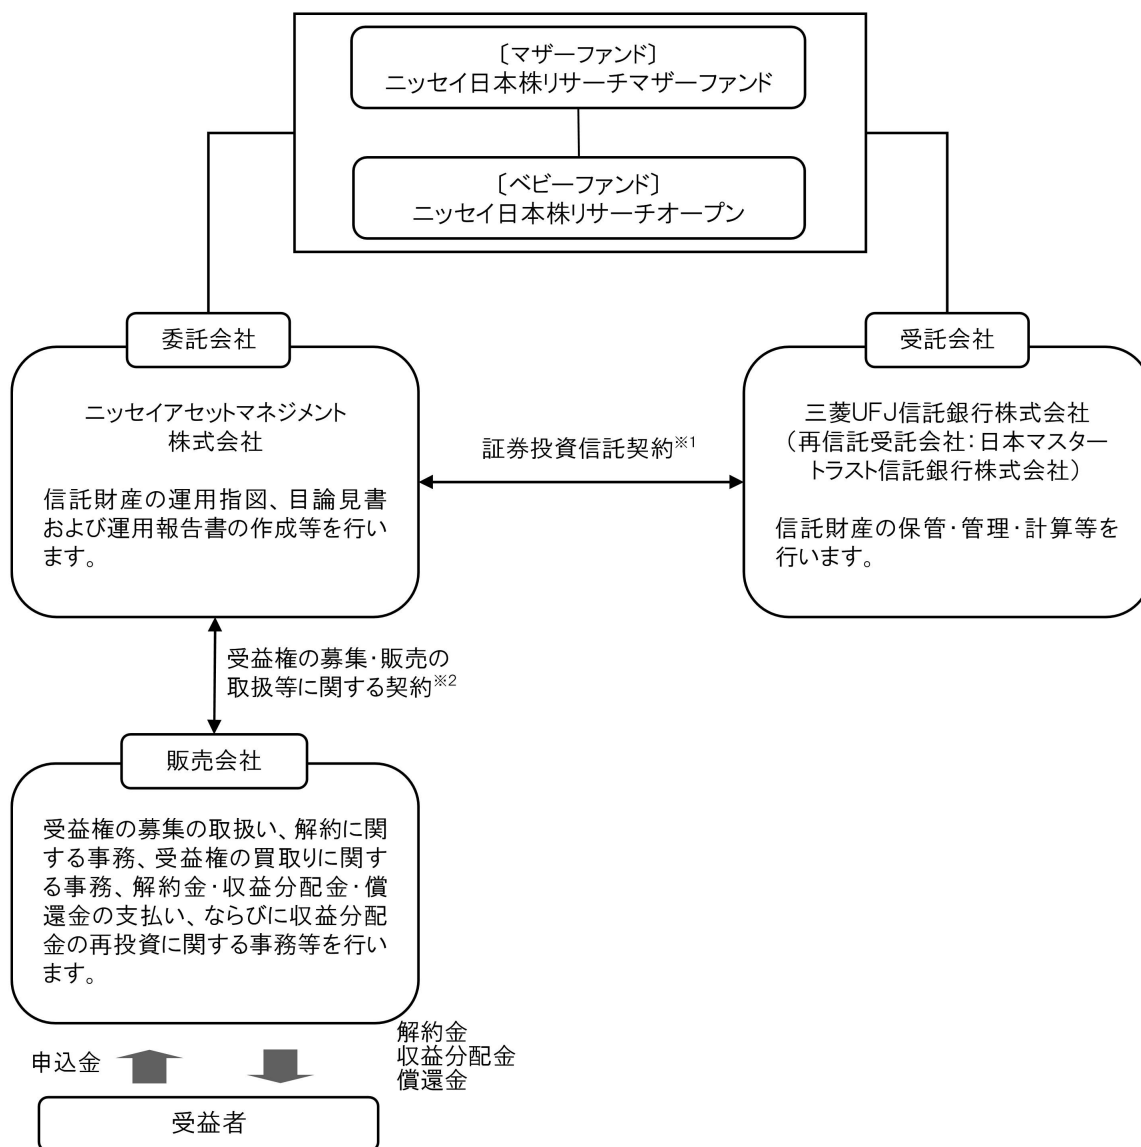 〔マザーファンド〕
ニッセイ日本株リサーチマザーファンド
〔ベビーファンド〕
ニッセイ日本株リサーチオープン
委託会社
ニッセイアセットマネジメント
株式会社
信託財産の運用指図、目論見書
および運用報告書の作成等を行い
ます。
証券投資信託契約※1
受託会社
三菱UFJ信託銀行株式会社
（再信託受託会社：日本マスター
トラスト信託銀行株式会社）
信託財産の保管・管理・計算等を
行います。
受益権の募集・販売の
取扱等に関する契約※2
販売会社
受益権の募集の取扱い、解約に関
する事務、受益権の買取りに関す
る事務、解約金・収益分配金・償
還金の支払い、ならびに収益分配
金の再投資に関する事務等を行い
ます。
申込金
解約金
収益分配金
償還金
受益者